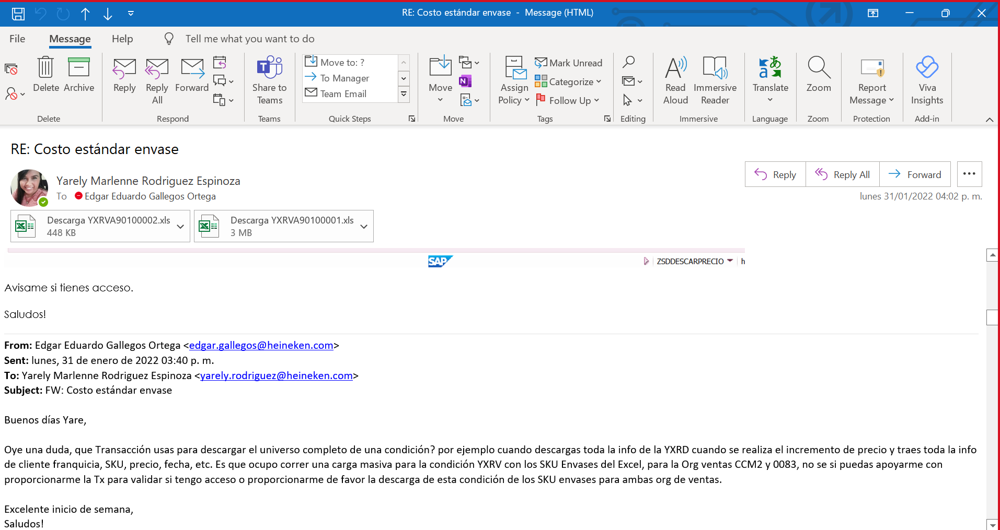 RE: Costo estándar envase - Message (HTML)
File Message Help Tell me what you want to do
Delete Archive
Reply Reply All Forward
Share to Teams
Move to: ?
To Manager
Team Email
Move
Assign Policy
Mark Unread
Categorize
Follow Up
Read Aloud
Immersive Reader
Translate
Zoom
Report Message
Viva Insights
Delete Respond Teams Quick Steps Move Tags Editing Immersive Language Zoom Protection Add-in
RE: Costo estándar envase
Yarely Marlenne Rodriguez Espinoza
To Edgar Eduardo Gallegos Ortega
Reply Reply All Forward
lunes 31/01/2022 04:02 p. m.
Descarga YXRVA90100002.xls
448 KB
Descarga YXRVA90100001.xls
3 MB
SAP ZSDDESCARPRECIO h
Avisame si tienes acceso.
Saludos!
From: Edgar Eduardo Gallegos Ortega <edgar.gallegos@heineken.com>
Sent: lunes, 31 de enero de 2022 03:40 p. m.
To: Yarely Marlenne Rodriguez Espinoza <yarely.rodriguez@heineken.com>
Subject: FW: Costo estándar envase
Buenos días Yare,
Oye una duda, que Transacción usas para descargar el universo completo de una condición? por ejemplo cuando descargas toda la info de la YXRD cuando se realiza el incremento de precio y traes toda la info
de cliente franquicia, SKU, precio, fecha, etc. Es que ocupo correr una carga masiva para la condición YXRV con los SKU Envases del Excel, para la Org ventas CCM2 y 0083, no se si puedas apoyarme con
proporcionarme la Tx para validar si tengo acceso o proporcionarme de favor la descarga de esta condición de los SKU envases para ambas org de ventas.
Excelente inicio de semana,
Saludos!